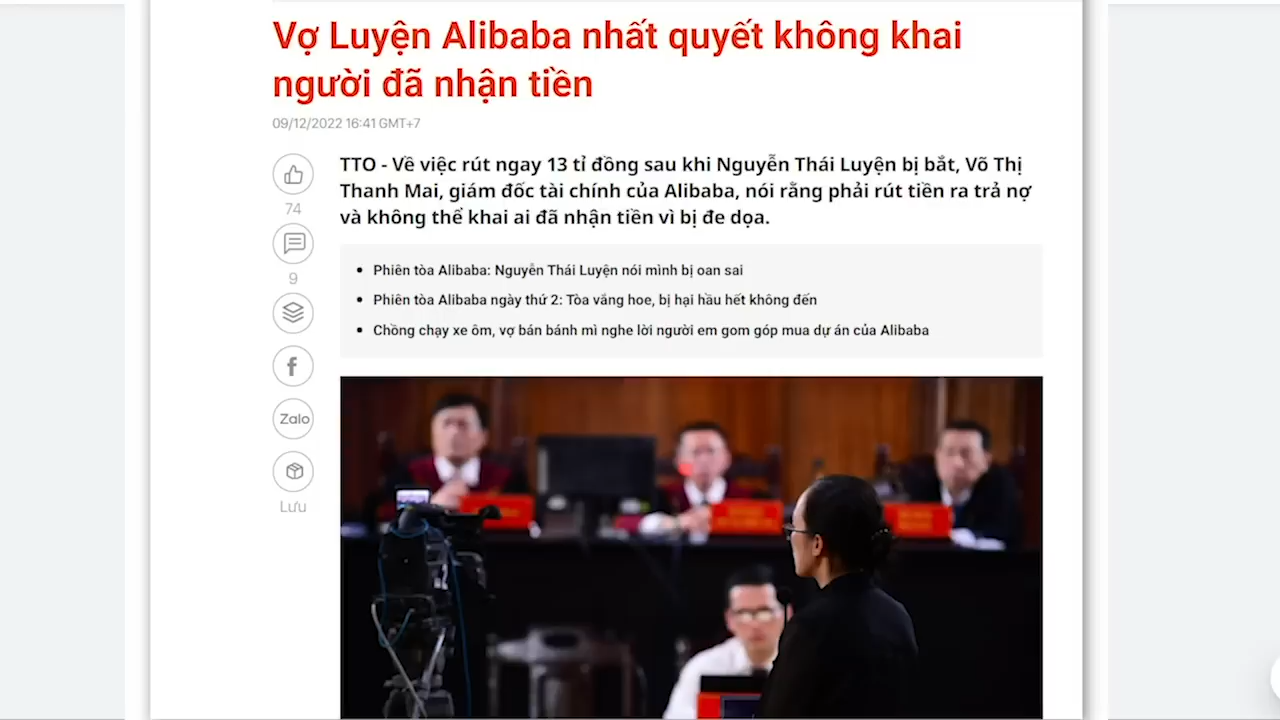 Vợ Luyện Alibaba nhất quyết không khai
người đã nhận tiền
09/12/2022 16:41 GMT+7
TTO - Về việc rút ngay 13 tỉ đồng sau khi Nguyễn Thái Luyện bị bắt, Võ Thị
Thanh Mai, giám đốc tài chính của Alibaba, nói rằng phải rút tiền ra trả nợ
và không thể khai ai đã nhận tiền vì bị đe dọa.
74
9
Zalo
Lưu
Phiên tòa Alibaba: Nguyễn Thái Luyện nói mình bị oan sai
Phiên tòa Alibaba ngày thứ 2: Tòa vắng hoe, bị hại hầu hết không đến
Chồng chạy xe ôm, vợ bán bánh mì nghe lời người em gom góp mua dự án của Alibaba